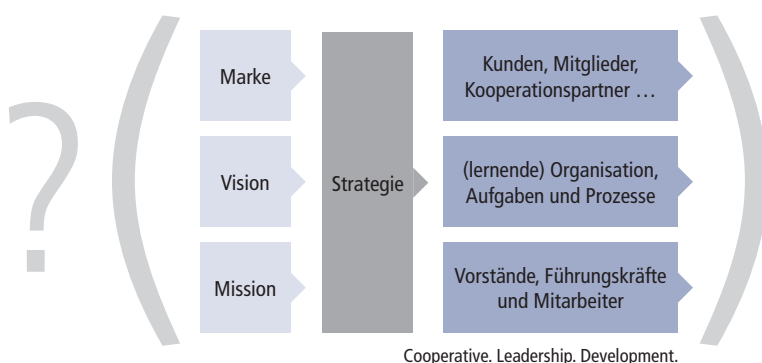 ?
(
Marke
Vision
Mission
Strategie
Kunden, Mitglieder,
Kooperationspartner …
(lernende) Organisation,
Aufgaben und Prozesse
Vorstände, Führungskräfte
und Mitarbeiter
)
Cooperative. Leadership. Development.